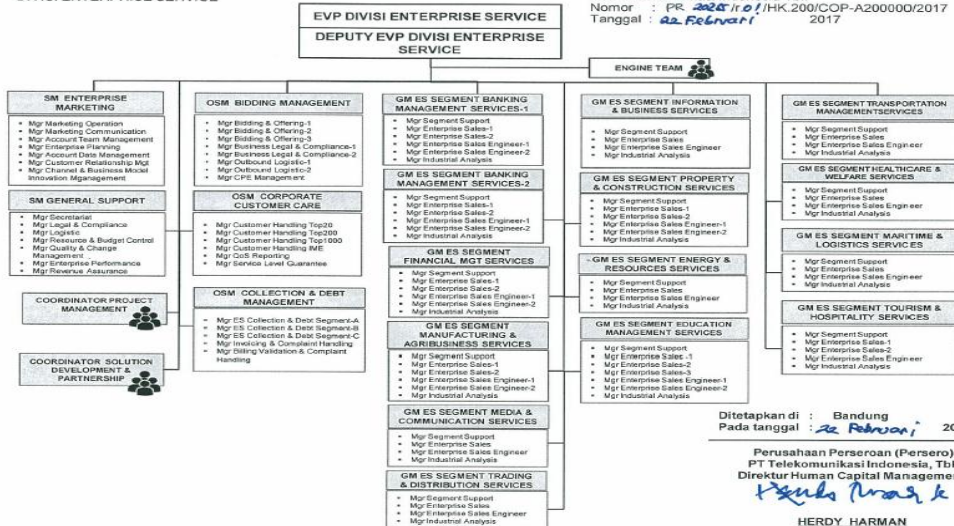 EVP DIVISI ENTERPRISE SERVICE
DEPUTY EVP DIVISI ENTERPRISE
SERVICE
Nomor : PR /HK.200/COP-A200000/2017
Tanggal : 22 Februari 2017
ENGINE TEAM
SM ENTERPRISE
MARKETING
Mgr Marketing Operation
Mgr Marketing Communication
Mgr Account Team Management
Mgr Enterprise Planning
Mgr Account Data Management
Mgr Customer Relationship Mgt
Mgr Channel & Business Model
Innovation Mganagement
SM GENERAL SUPPORT
Mgr Secretariat
Mgr Legal & Compliance
Mgr Logistic
Mgr Resource & Budget Control
Mgr Quality & Change
Management
Mgr Enterprise Performance
Mgr Revenue Assurance
COORDINATOR PROJECT
MANAGEMENT
COORDINATOR SOLUTION
DEVELOPMENT &
PARTNERSHIP
OSM BIDDING MANAGEMENT
Mgr Bidding & Offering-1
Mgr Bidding & Offering-2
Mgr Bidding & Offering-3
Mgr Business Legal & Compliance-1
Mgr Business Legal & Compliance-2
Mgr Outbound Logistic-1
Mgr Outbound Logistic-2
Mgr CPE Management
OSM CORPORATE
CUSTOMER CARE
Mgr Customer Handling Top20
Mgr Customer Handling Top200
Mgr Customer Handling Top1000
Mgr Customer Handling IME
Mgr QoS Reporting
Mgr Service Level Guarantee
OSM COLLECTION & DEBT
MANAGEMENT
Mgr ES Collection & Debt Segment-A
Mgr ES Collection & Debt Segment-B
Mgr ES Collection & Debt Segment-C
Mgr Invoicing & Complaint Handling
Mgr Billing Validation & Complaint
Handling
GM ES SEGMENT BANKING
MANAGEMENT SERVICES-1
Mgr Segment Support
Mgr Enterprise Sales-1
Mgr Enterprise Sales-2
Mgr Enterprise Sales Engineer-1
Mgr Enterprise Sales Engineer-2
Mgr Industrial Analysis
GM ES SEGMENT BANKING
MANAGEMENT SERVICES-2
Mgr Segment Support
Mgr Enterprise Sales-1
Mgr Enterprise Sales-2
Mgr Enterprise Sales Engineer-1
Mgr Enterprise Sales Engineer-2
Mgr Industrial Analysis
GM ES SEGMENT
FINANCIAL MGT SERVICES
Mgr Segment Support
Mgr Enterprise Sales-1
Mgr Enterprise Sales-2
Mgr Enterprise Sales Engineer-1
Mgr Enterprise Sales Engineer-2
Mgr Industrial Analysis
GM ES SEGMENT
MANUFACTURING &
AGRIBUSINESS SERVICES
Mgr Segment Support
Mgr Enterprise Sales-1
Mgr Enterprise Sales-2
Mgr Enterprise Sales Engineer-1
Mgr Enterprise Sales Engineer-2
Mgr Industrial Analysis
GM ES SEGMENT MEDIA &
COMMUNICATION SERVICES
Mgr Segment Support
Mgr Enterprise Sales
Mgr Enterprise Sales Engineer
Mgr Industrial Analysis
GM ES SEGMENT TRADING
& DISTRIBUTION SERVICES
Mgr Segment Support
Mgr Enterprise Sales
Mgr Enterprise Sales Engineer
Mgr Industrial Analysis
GM ES SEGMENT INFORMATION
& BUSINESS SERVICES
Mgr Segment Support
Mgr Enterprise Sales
Mgr Enterprise Sales Engineer
Mgr Industrial Analysis
GM ES SEGMENT PROPERTY
& CONSTRUCTION SERVICES
Mgr Segment Support
Mgr Enterprise Sales-1
Mgr Enterprise Sales-2
Mgr Enterprise Sales Engineer-1
Mgr Enterprise Sales Engineer-2
Mgr Industrial Analysis
GM ES SEGMENT ENERGY &
RESOURCES SERVICES
Mgr Segment Support
Mgr Enterprise Sales
Mgr Enterprise Sales Engineer
Mgr Industrial Analysis
GM ES SEGMENT EDUCATION
MANAGEMENT SERVICES
Mgr Segment Support
Mgr Enterprise Sales -1
Mgr Enterprise Sales-2
Mgr Enterprise Sales-3
Mgr Enterprise Sales Engineer-1
Mgr Enterprise Sales Engineer-2
Mgr Industrial Analysis
GM ES SEGMENT TRANSPORTATION
MANAGEMENTSERVICES
Mgr Segment Support
Mgr Enterprise Sales
Mgr Enterprise Sales Engineer
Mgr Industrial Analysis
GM ES SEGMENT HEALTHCARE &
WELFARE SERVICES
Mgr Segment Support
Mgr Enterprise Sales
Mgr Enterprise Sales Engineer
Mgr Industrial Analysis
GM ES SEGMENT MARITIME &
LOGISTICS SERVICES
Mgr Segment Support
Mgr Enterprise Sales
Mgr Enterprise Sales Engineer
Mgr Industrial Analysis
GM ES SEGMENT TOURISM &
HOSPITALITY SERVICES
Mgr Segment Support
Mgr Enterprise Sales-1
Mgr Enterprise Sales-2
Mgr Enterprise Sales Engineer
Mgr Industrial Analysis
Ditetapkan di : Bandung
Pada tanggal : 22 Februari 20
Perusahaan Perseroan (Persero)
PT Telekomunikasi Indonesia, Tbk
Direktur Human Capital Manageme
HERDY HARMAN